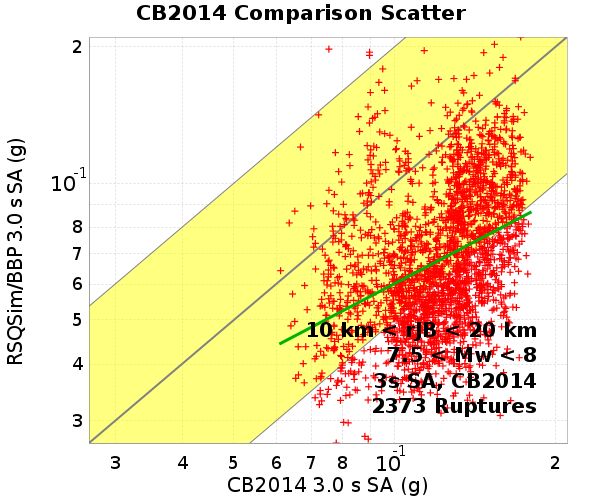 CB2014 Comparison Scatter
RSQSim/BBP 3.0 s SA (g)
2
10-1
8
7
6
5
4
3
10 km < rJB < 20 km
7.5 < Mw < 8
3s SA, CB2014
2373 Ruptures
3 4 5 6 7 8 10-1 2
CB2014 3.0 s SA (g)